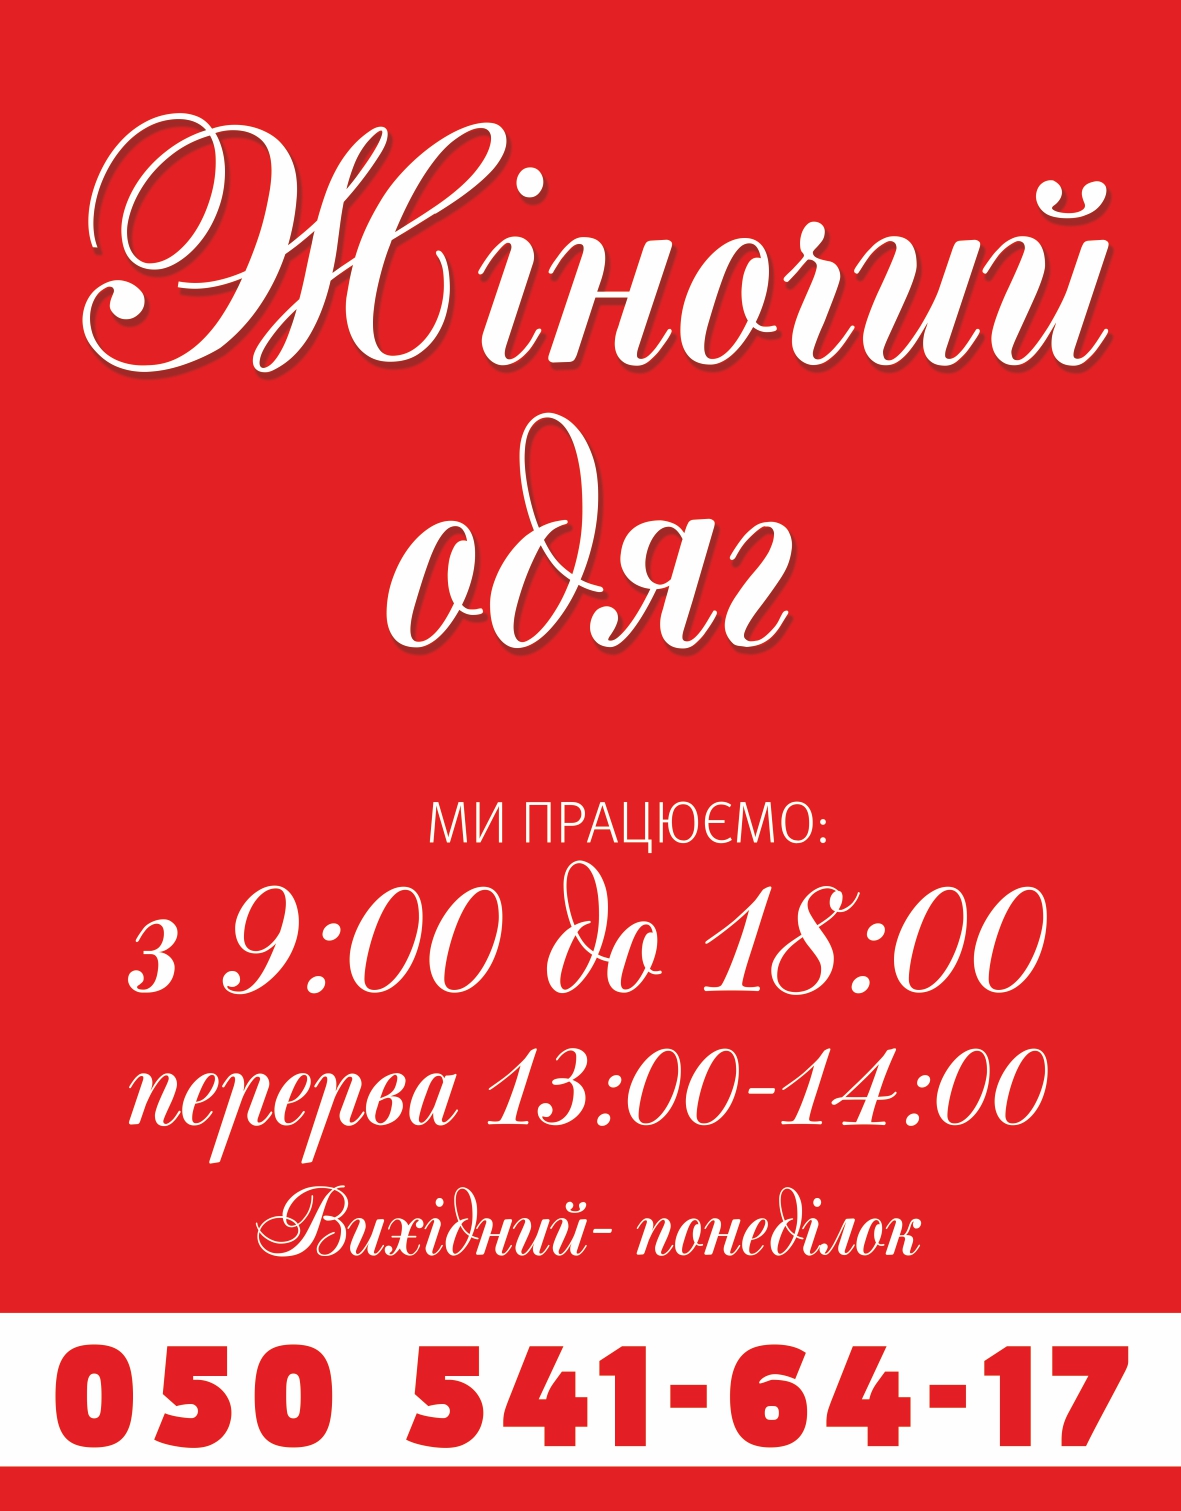 Жіночий
одяг
МИ ПРАЦЮЄМО:
з 9:00 до 18:00
перерва 13:00-14:00
Вихідний- понеділок
050 541-64-17